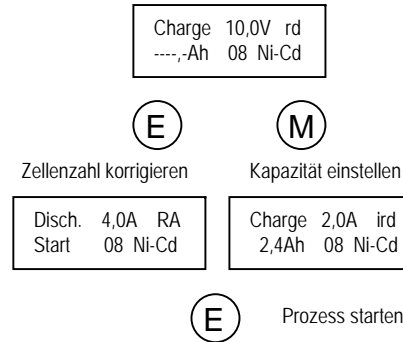 Charge 10,0V rd
----,-Ah 08 Ni-Cd
E M
Zellenzahl korrigieren Kapazität einstellen
Disch. 4,0A RA Charge 2,0A ird
Start 08 Ni-Cd 2,4Ah 08 Ni-Cd
E Prozess starten